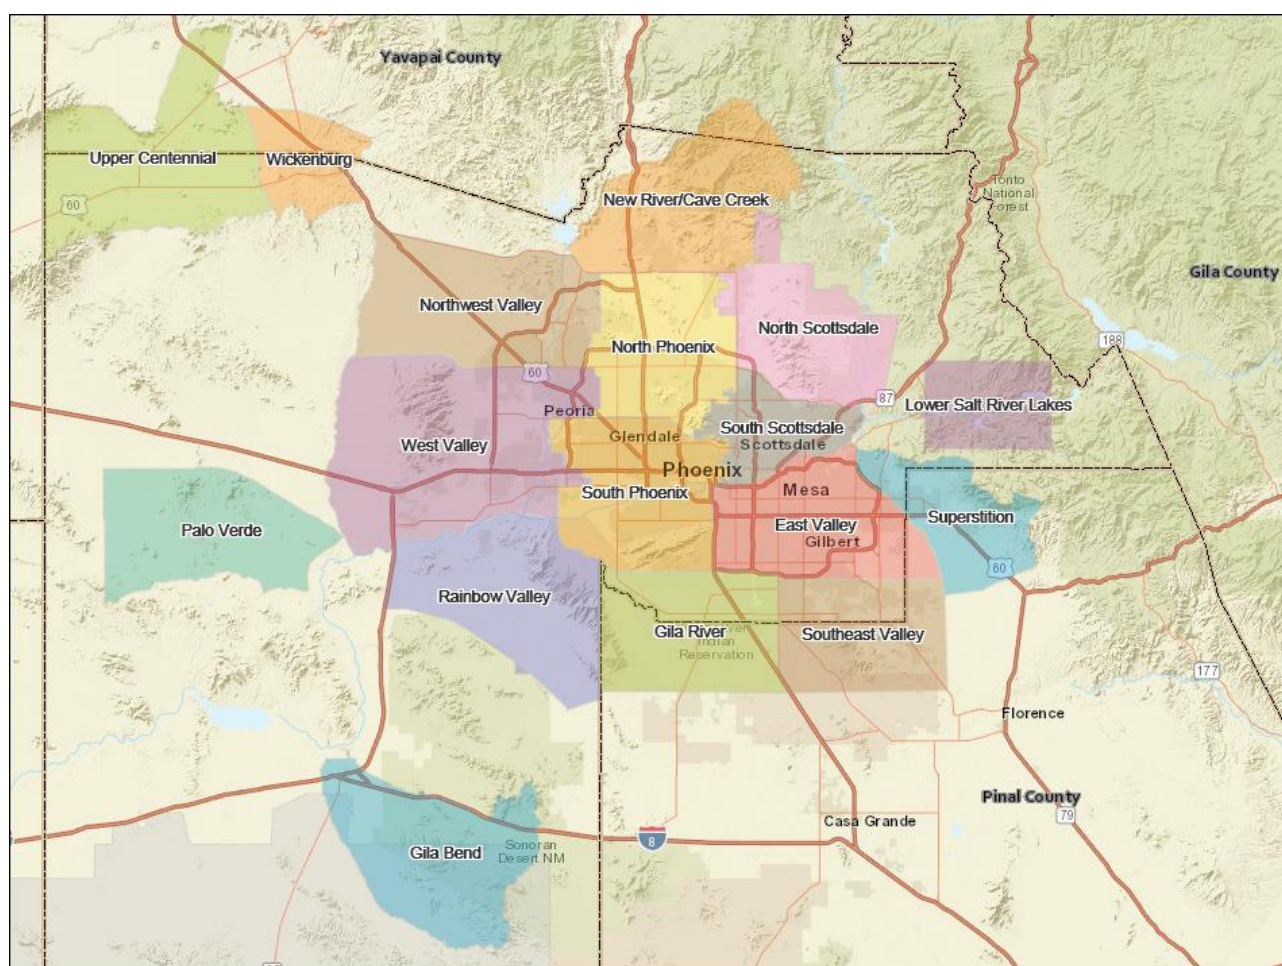 Yavapai County
Upper Centennial
Wickenburg
60
New River/Cave Creek
Tonto
National
Forest
Gila County
Northwest Valley
North Scottsdale
North Phoenix
188
60
87
Peoria
Lower Salt River Lakes
West Valley
Glendale
South Scottsdale
Scottsdale
Phoenix
South Phoenix
Mesa
Palo Verde
East Valley
Superstition
Gilbert
60
Rainbow Valley
Gila River
Indian
Reservation
Southeast Valley
177
Florence
Pinal County
79
Casa Grande
8
Gila Bend
Sonoran
Desert NM